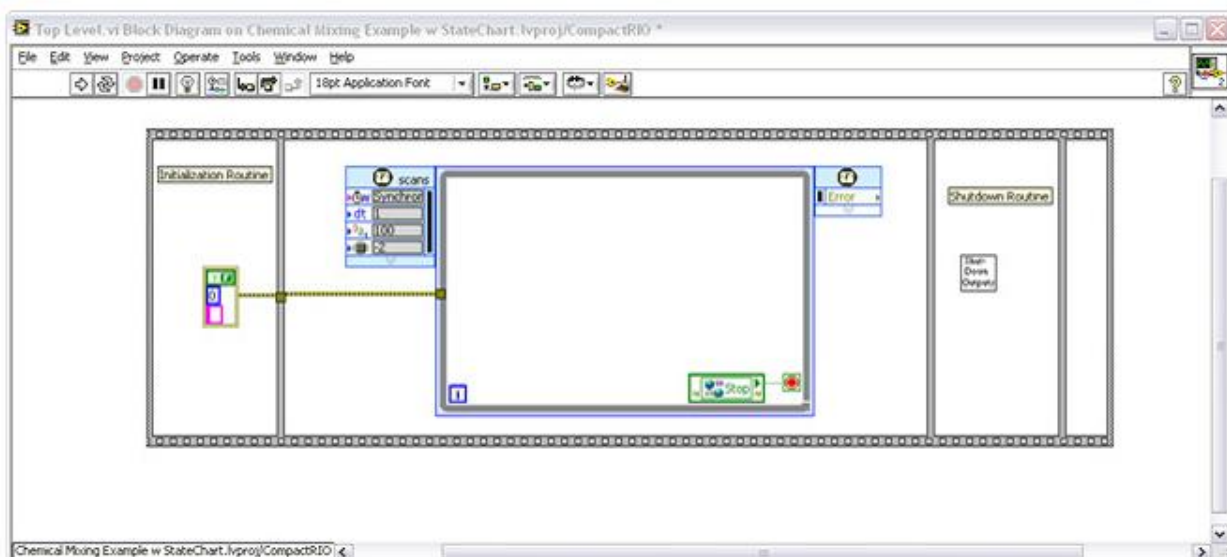 Top Level.vi Block Diagram on Chemical Mixing Example w StateChart.lvproj/CompactRIO *
File Edit View Project Operate Tools Window Help
18pt Application Font
2
Initialization Routine
scans
Synchron
dt 1
100
-2
Error
Shutdown Routine
Shut-
Down
Outputs
0
i
Stop
Chemical Mixing Example w StateChart.lvproj/CompactRIO